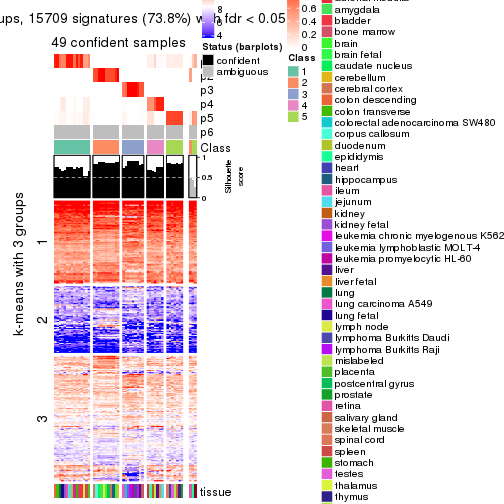 ups, 15709 signatures (73.8%) with fdr < 0.05
49 confident samples
p3
p4
p5
p6
Class
1
0.5
0
Silhouette
score
k-means with 3 groups
1
2
3
tissue
8
6
4
Status (barplots)
confident
ambiguous
0.6
0.4
0.2
0
Class
1
2
3
4
5
amygdala
bladder
bone marrow
brain
brain fetal
caudate nucleus
cerebellum
cerebral cortex
colon descending
colon transverse
colorectal adenocarcinoma SW480
corpus callosum
duodenum
epididymis
heart
hippocampus
ileum
jejunum
kidney
kidney fetal
leukemia chronic myelogenous K562
leukemia lymphoblastic MOLT-4
leukemia promyelocytic HL-60
liver
liver fetal
lung
lung carcinoma A549
lung fetal
lymph node
lymphoma Burkitts Daudi
lymphoma Burkitts Raji
mislabeled
placenta
postcentral gyrus
prostate
retina
salivary gland
skeletal muscle
spinal cord
spleen
stomach
testes
thalamus
thymus